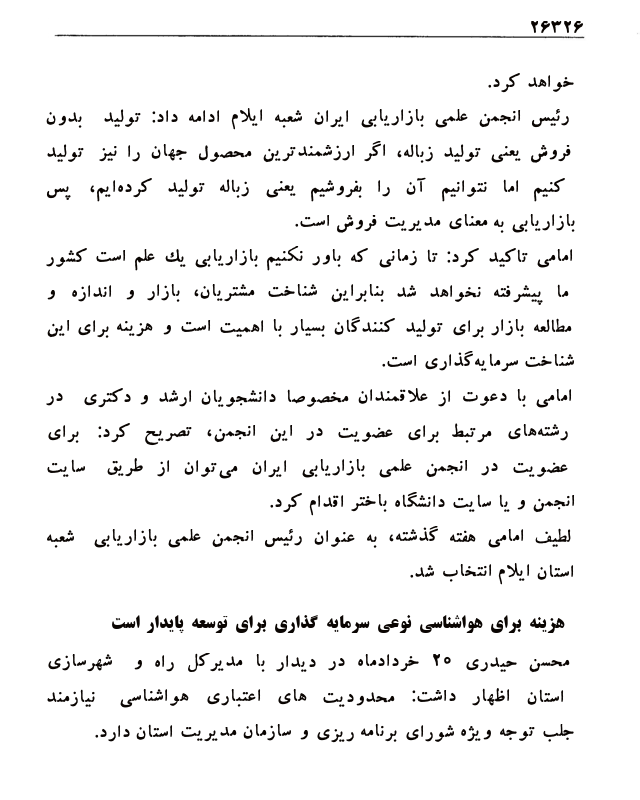 ۲۶۳۲۶
خواهد کرد.
رئیس انجمن علمی بازاریابی ایران شعبه ایلام ادامه داد: تولید بدون
فروش یعنی تولید زباله، اگر ارزشمندترین محصول جهان را نیز تولید
کنیم اما نتوانیم آن را بفروشیم یعنی زباله تولید کرده‌ایم، پس
بازاریابی به معنای مدیریت فروش است.
امامی تاکید کرد: تا زمانی که باور نکنیم بازاریابی یك علم است کشور
ما پیشرفته نخواهد شد بنابراین شناخت مشتریان، بازار و اندازه و
مطالعه بازار برای تولید کنندگان بسیار با اهمیت است و هزینه برای این
شناخت سرمایه‌گذاری است.
امامی با دعوت از علاقمندان مخصوصا دانشجویان ارشد و دکتری در
رشته‌های مرتبط برای عضویت در این انجمن، تصریح کرد: برای
عضویت در انجمن علمی بازاریابی ایران می‌توان از طریق سایت
انجمن و یا سایت دانشگاه باختر اقدام کرد.
لطیف امامی هفته گذشته، به عنوان رئیس انجمن علمی بازاریابی شعبه
استان ایلام انتخاب شد.
هزینه برای هواشناسی نوعی سرمایه گذاری برای توسعه پایدار است
محسن حیدری ۲۰ خردادماه در دیدار با مدیرکل راه و شهرسازی
استان اظهار داشت: محدودیت های اعتباری هواشناسی نیازمند
جلب توجه ویژه شورای برنامه ریزی و سازمان مدیریت استان دارد.